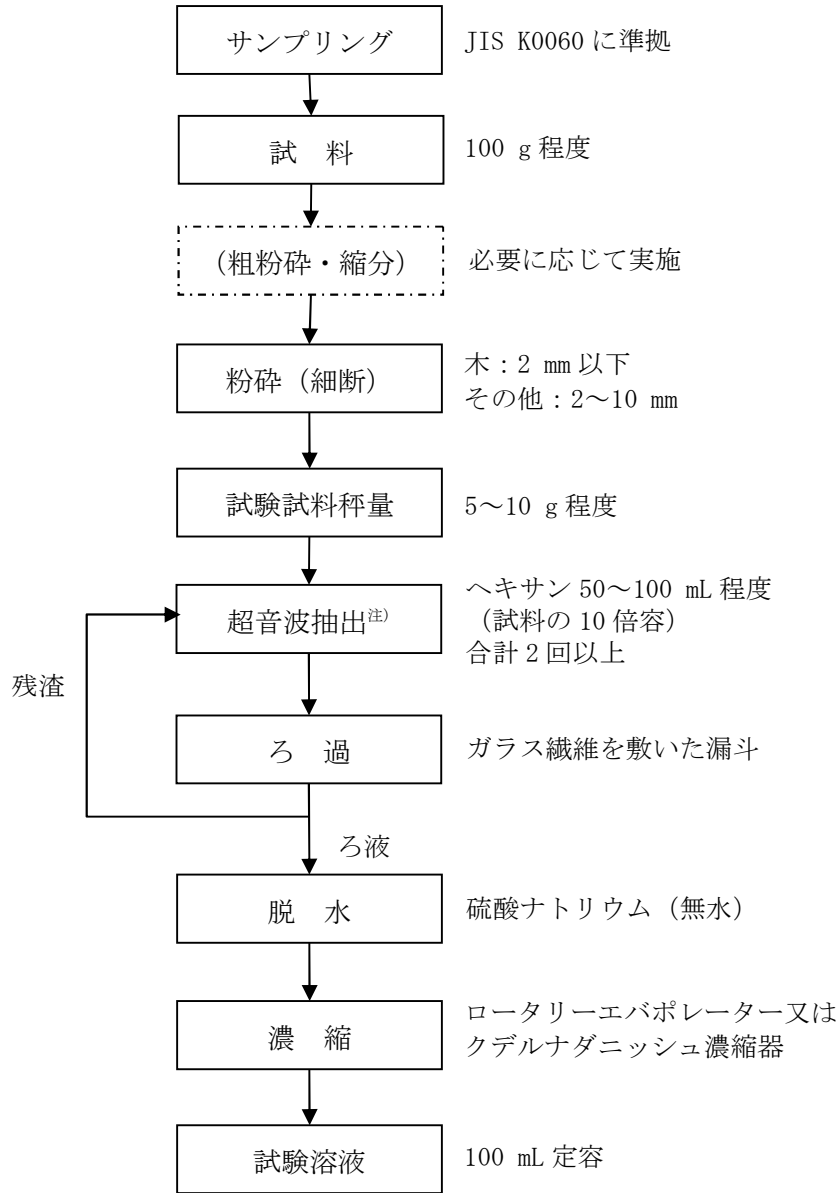 サンプリング
JIS K0060 に準拠
試　料
100 g 程度
（粗粉砕・縮分）
必要に応じて実施
粉砕（細断）
木：2 mm 以下
その他：2～10 mm
試験試料秤量
5～10 g 程度
超音波抽出注）
ヘキサン 50～100 mL 程度
（試料の 10 倍容）
合計 2 回以上
残渣
ろ　過
ガラス繊維を敷いた漏斗
ろ液
脱　水
硫酸ナトリウム（無水）
濃　縮
ロータリーエバポレーター又は
クデルナダニッシュ濃縮器
試験溶液
100 mL 定容